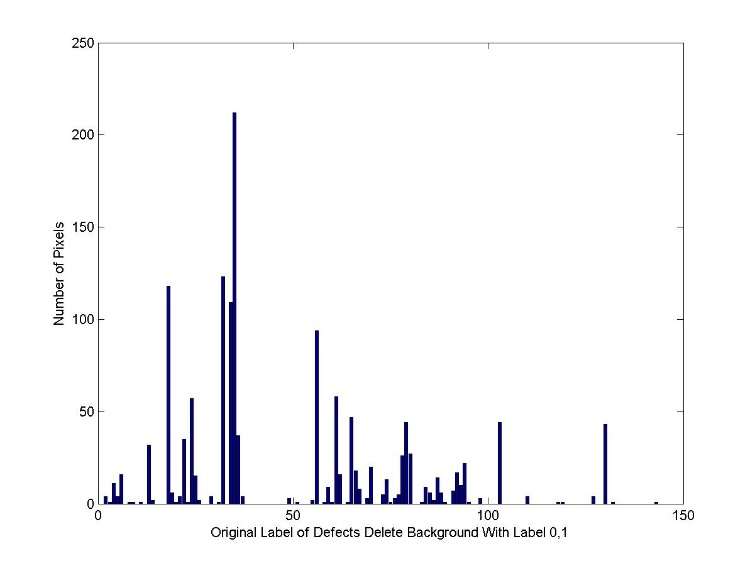 250
200
150
100
50
0
Number of Pixels
0 50 100 150
Original Label of Defects Delete Background With Label 0,1